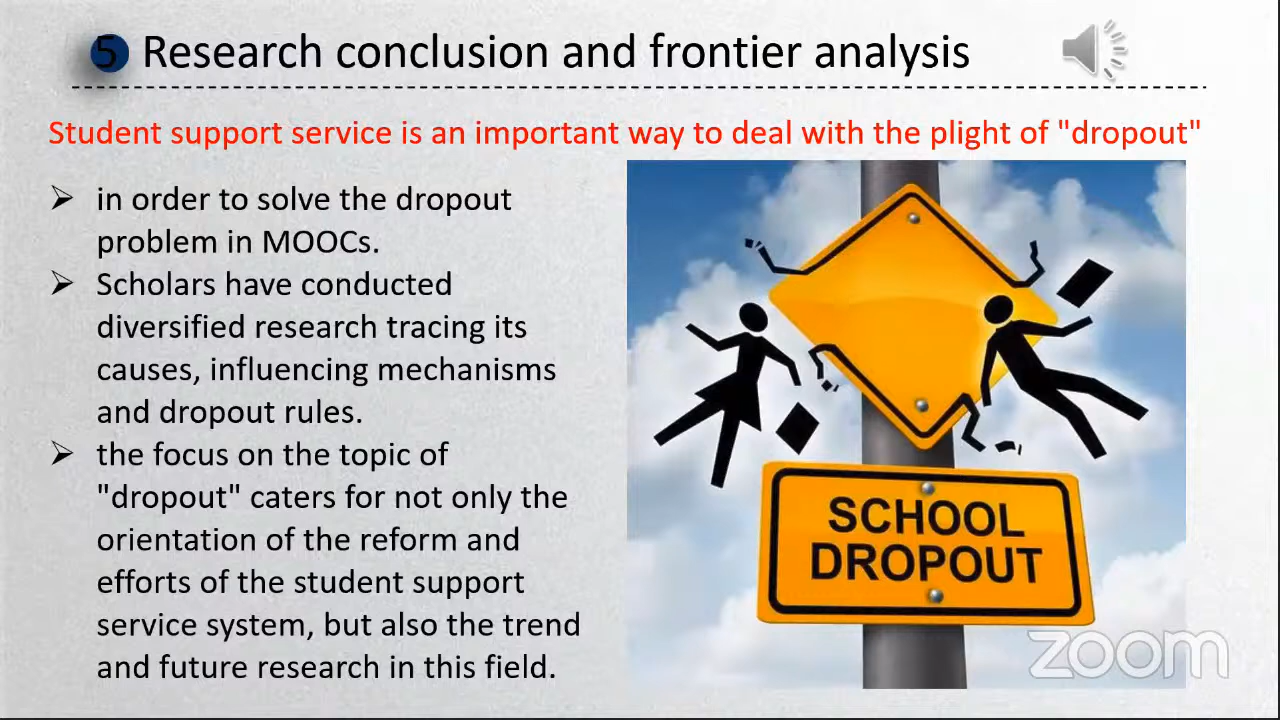 5 Research conclusion and frontier analysis
Student support service is an important way to deal with the plight of "dropout"
in order to solve the dropout
problem in MOOCs.
Scholars have conducted
diversified research tracing its
causes, influencing mechanisms
and dropout rules.
the focus on the topic of
"dropout" caters for not only the
orientation of the reform and
efforts of the student support
service system, but also the trend
and future research in this field.
SCHOOL
DROPOUT
zoom